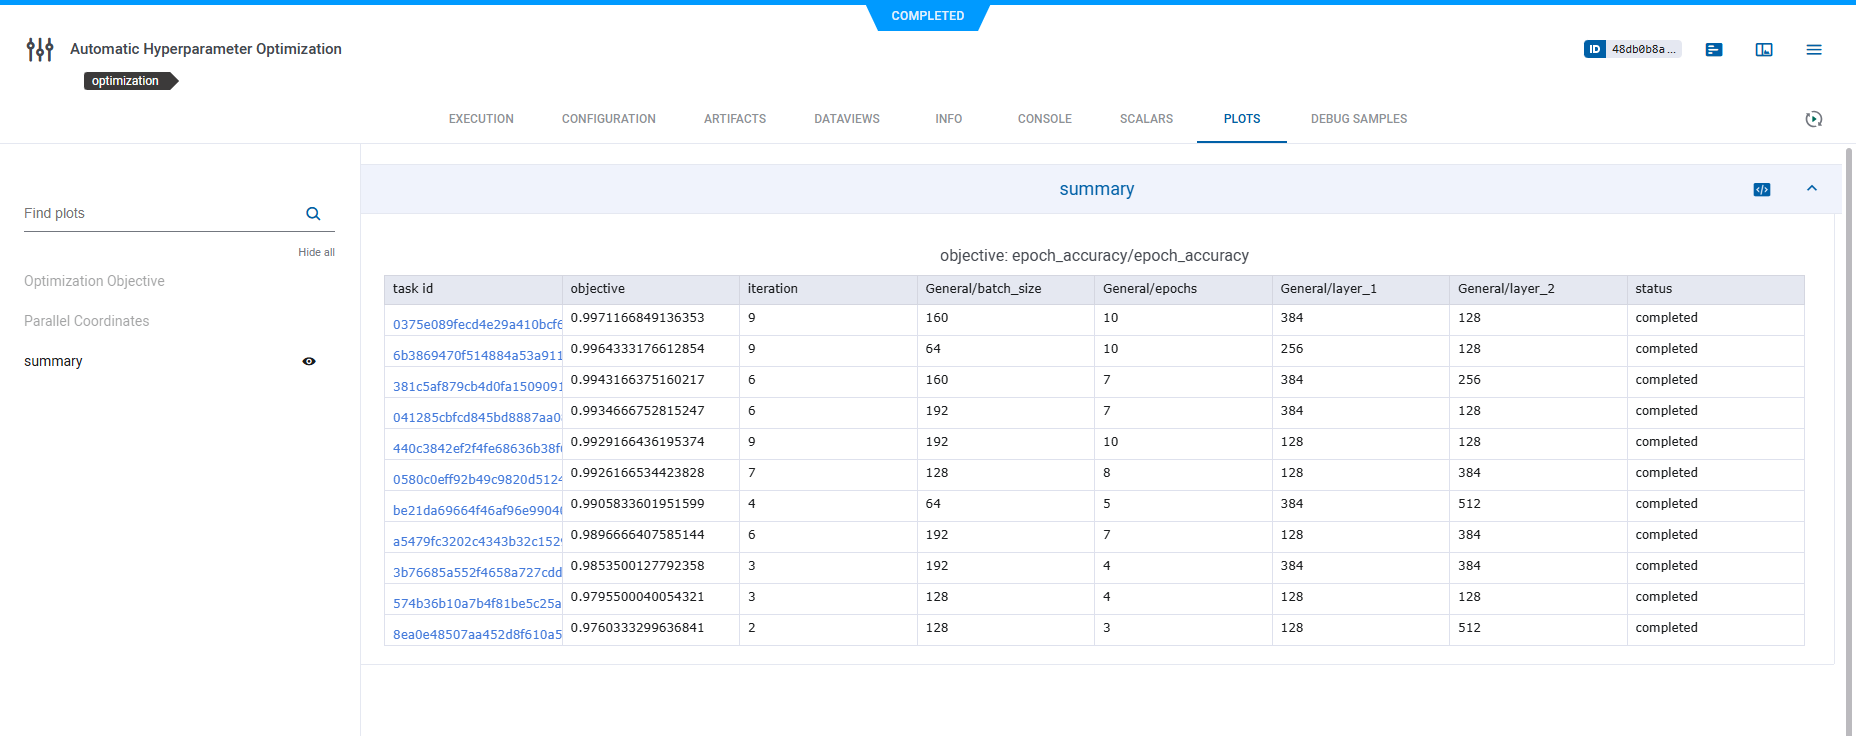 COMPLETED
Automatic Hyperparameter Optimization
ID 48db0b8a ...
optimization
EXECUTION CONFIGURATION ARTIFACTS DATAVIEWS INFO CONSOLE SCALARS PLOTS DEBUG SAMPLES
Find plots
Hide all
Optimization Objective
Parallel Coordinates
summary
summary
objective: epoch_accuracy/epoch_accuracy
task id objective iteration General/batch_size General/epochs General/layer_1 General/layer_2 status
0375e089fecd4e29a410bcf6 0.9971166849136353 9 160 10 384 128 completed
6b3869470f514884a53a911 0.9964333176612854 9 64 10 256 128 completed
381c5af879cb4d0fa1509091 0.9943166375160217 6 160 7 384 256 completed
041285cbfcd845bd8887aa0 0.9934666752815247 6 192 7 384 128 completed
440c3842ef2f4fe68636b38f 0.9929166436195374 9 192 10 128 128 completed
0580c0eff92b49c9820d5124 0.9926166534423828 7 128 8 128 384 completed
be21da69664f46af96e9904 0.9905833601951599 4 64 5 384 512 completed
a5479fc3202c4343b32c152 0.9896666407585144 6 192 7 128 384 completed
3b76685a552f4658a727cdd 0.9853500127792358 3 192 4 384 384 completed
574b36b10a7b4f81be5c25a 0.9795500040054321 3 128 4 128 128 completed
8ea0e48507aa452d8f610a5 0.9760333299636841 2 128 3 128 512 completed